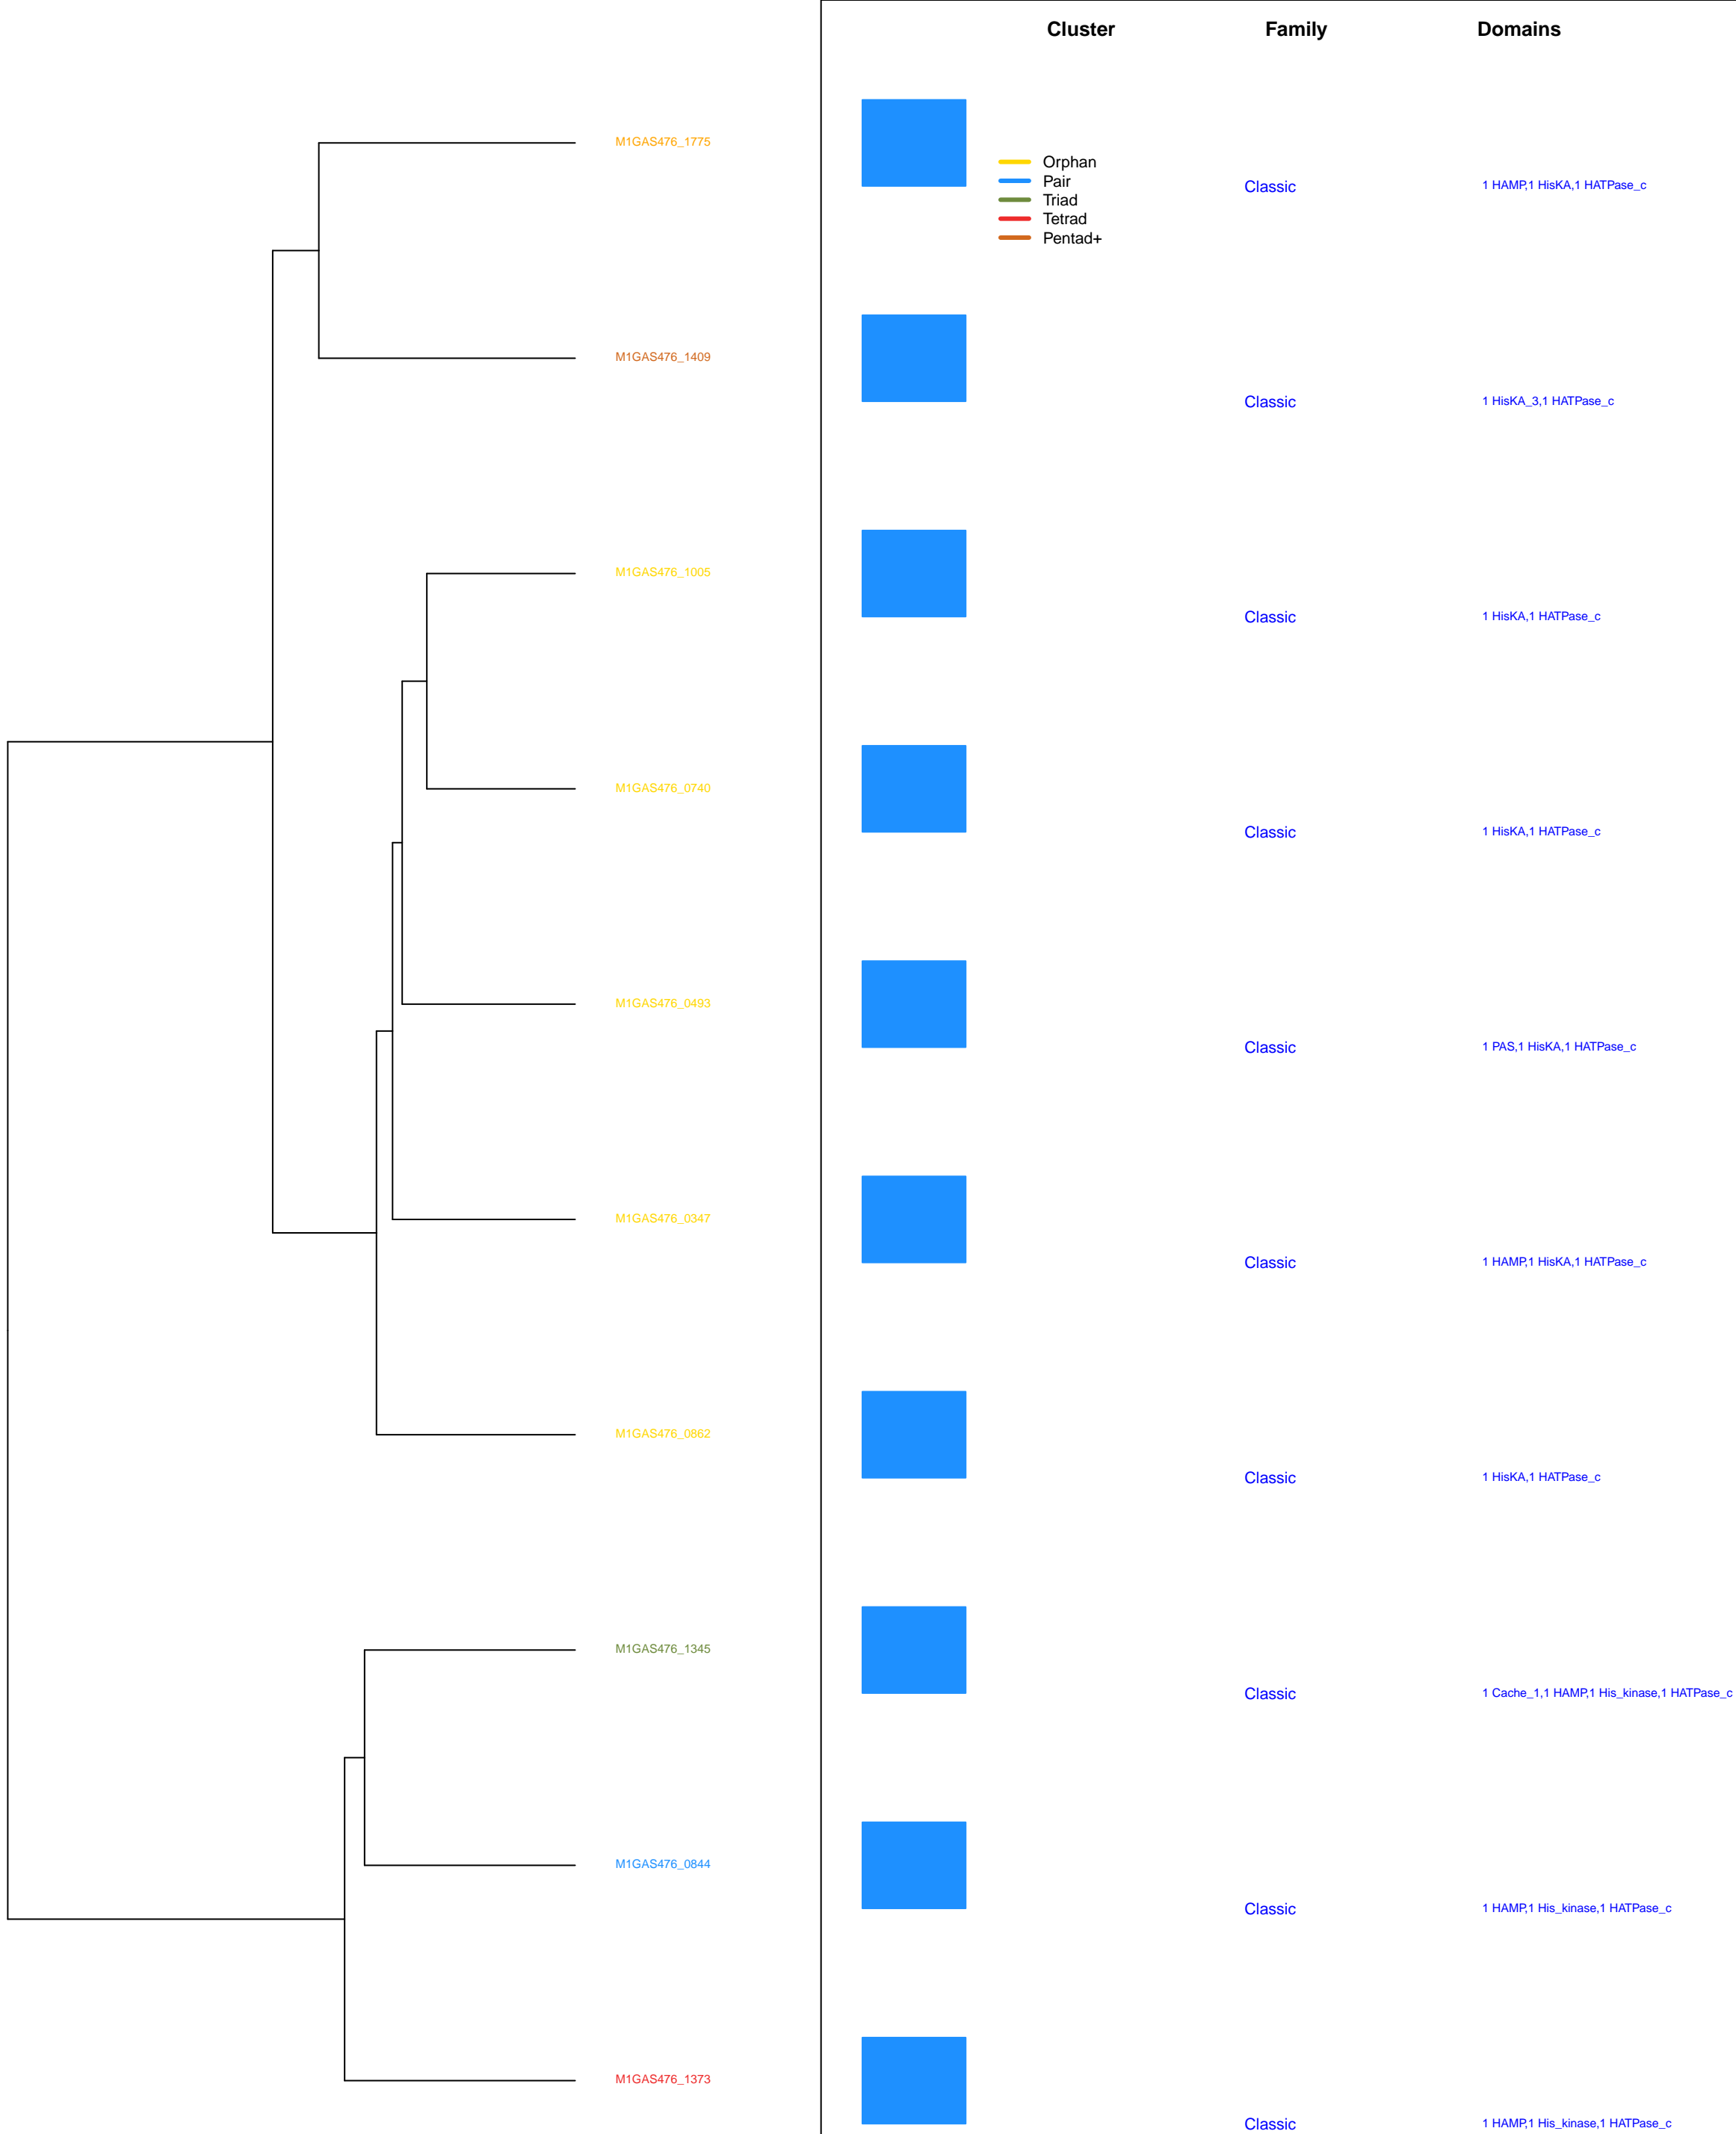 Cluster Family Domains
M1GAS476_1775
Orphan
Pair
Triad
Tetrad
Pentad+
Classic 1 HAMP,1 HisKA,1 HATPase_c
M1GAS476_1409
Classic 1 HisKA_3,1 HATPase_c
M1GAS476_1005
Classic 1 HisKA,1 HATPase_c
M1GAS476_0740
Classic 1 HisKA,1 HATPase_c
M1GAS476_0493
Classic 1 PAS,1 HisKA,1 HATPase_c
M1GAS476_0347
Classic 1 HAMP,1 HisKA,1 HATPase_c
M1GAS476_0862
Classic 1 HisKA,1 HATPase_c
M1GAS476_1345
Classic 1 Cache_1,1 HAMP,1 His_kinase,1 HATPase_c
M1GAS476_0844
Classic 1 HAMP,1 His_kinase,1 HATPase_c
M1GAS476_1373
Classic 1 HAMP,1 His_kinase,1 HATPase_c